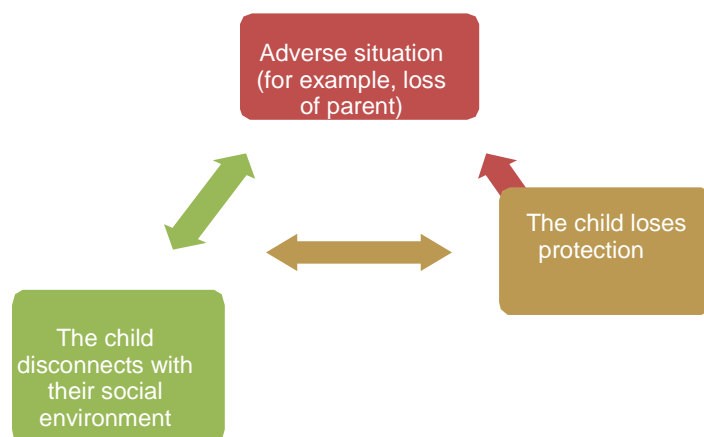 Adverse situation
(for example, loss
of parent)
The child loses
protection
The child
disconnects with
their social
environment